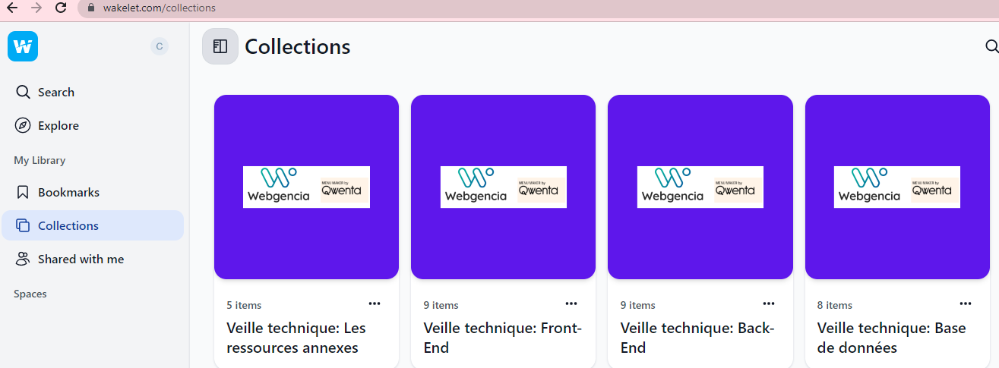 wakelet.com/collections
C
Collections
Search
Explore
My Library
Bookmarks
Collections
Shared with me
Spaces
Webgencia
MENU MAKER by
Qwenta
5 items
Veille technique: Les
ressources annexes
Webgencia
MENU MAKER by
Qwenta
9 items
Veille technique: Front-
End
Webgencia
MENU MAKER by
Qwenta
9 items
Veille technique: Back-
End
Webgencia
MENU MAKER by
Qwenta
8 items
Veille technique: Base
de données